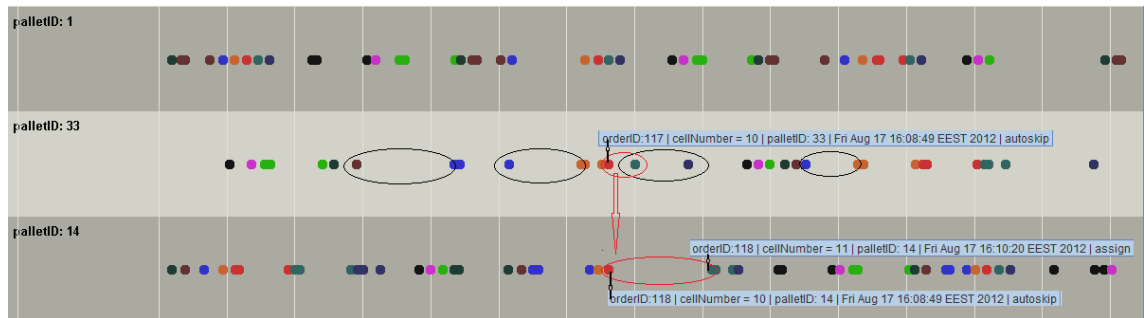 palletID: 1
palletID: 33
orderID:117 | cellNumber = 10 | palletID: 33 | Fri Aug 17 16:08:49 EEST 2012 | autoskip
palletID: 14
orderID:118 | cellNumber = 11 | palletID: 14 | Fri Aug 17 16:10:20 EEST 2012 | assign
orderID:118 | cellNumber = 10 | palletID: 14 | Fri Aug 17 16:08:49 EEST 2012 | autoskip